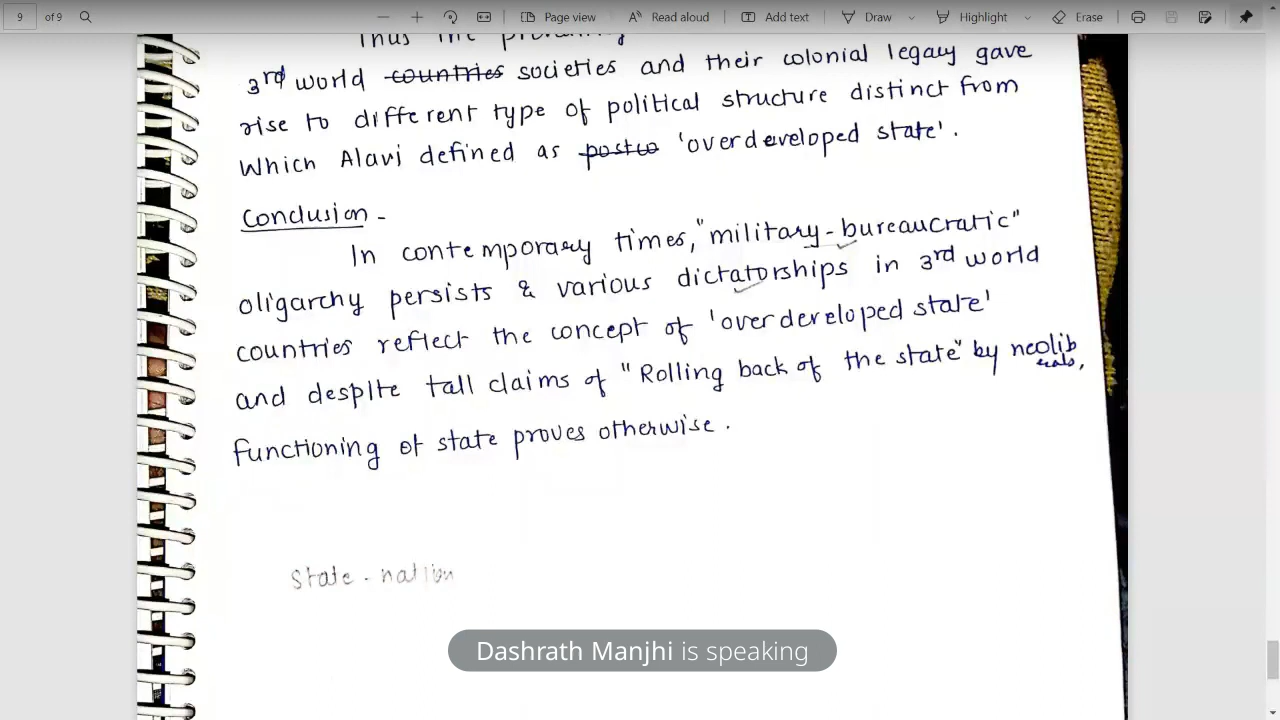 9 of 9 Page view Read aloud Add text Draw Highlight Erase
Thus the
3rd world countries societies and their colonial legacy gave
rise to different type of political structure distinct from
Which Alavi defined as postco 'overdeveloped state'.
Conclusion -
In contemporary times, "military-bureaucratic"
oligarchy persists & various dictatorships in 3rd world
countries reflect the concept of 'overdeveloped state'
and despite tall claims of "Rolling back of the state" by neolib
erals,
functioning of state proves otherwise.
state - nation
Dashrath Manjhi is speaking